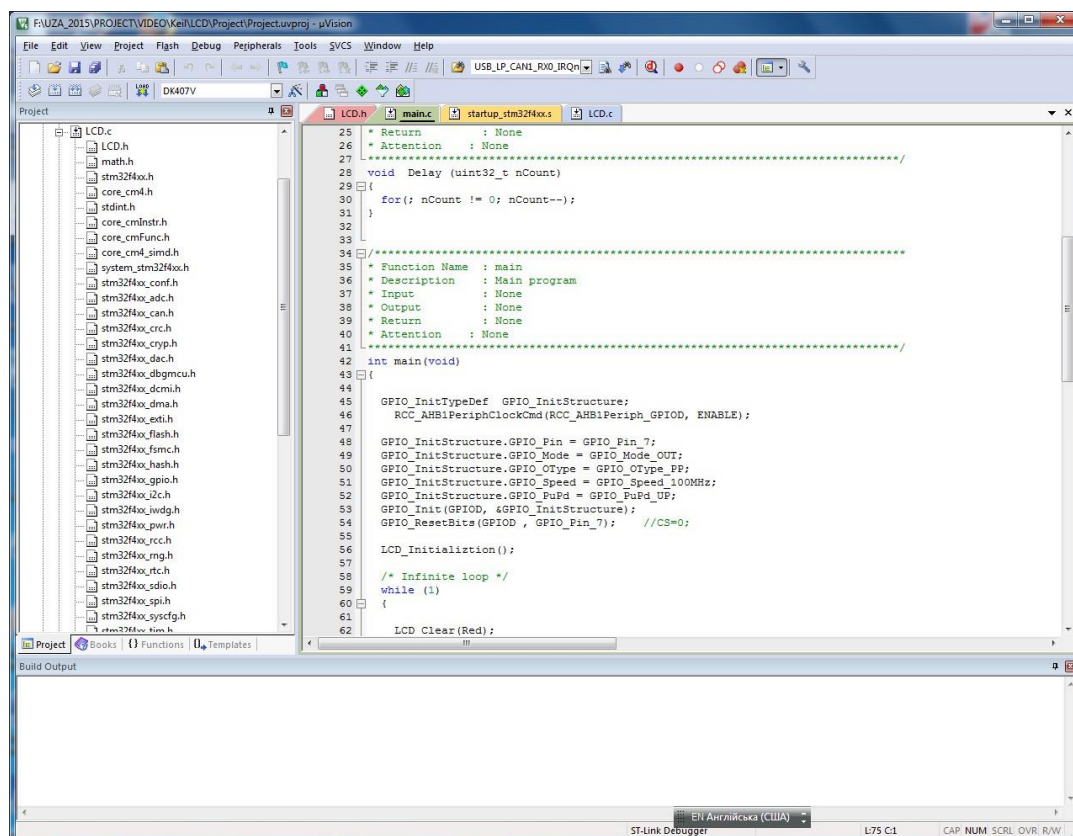 F:\UZA_2015\PROJECT\VIDEO\Keil\LCD\Project\Project.uvproj - µVision
File Edit View Project Flash Debug Peripherals Tools SVCS Window Help
USB_LP_CAN1_RX0_IRQn
LOAD DK407V
Project
LCD.h main.c startup_stm32f4xx.s LCD.c
LCD.c
LCD.h
math.h
stm32f4xx.h
core_cm4.h
stdint.h
core_cmInstr.h
core_cmFunc.h
core_cm4_simd.h
system_stm32f4xx.h
stm32f4xx_conf.h
stm32f4xx_adc.h
stm32f4xx_can.h
stm32f4xx_crc.h
stm32f4xx_cryp.h
stm32f4xx_dac.h
stm32f4xx_dbgmcu.h
stm32f4xx_dcmi.h
stm32f4xx_dma.h
stm32f4xx_exti.h
stm32f4xx_flash.h
stm32f4xx_fsmc.h
stm32f4xx_hash.h
stm32f4xx_gpio.h
stm32f4xx_i2c.h
stm32f4xx_iwdg.h
stm32f4xx_pwr.h
stm32f4xx_rcc.h
stm32f4xx_rng.h
stm32f4xx_rtc.h
stm32f4xx_sdio.h
stm32f4xx_spi.h
stm32f4xx_syscfg.h
stm32f4xx_tim.h
Project Books {} Functions Templates
25 * Return : None
26 * Attention : None
27 *******************************************************************************/
28 void Delay (uint32_t nCount)
29 {
30 for(; nCount != 0; nCount--);
31 }
32
33
34 /*******************************************************************************
35 * Function Name : main
36 * Description : Main program
37 * Input : None
38 * Output : None
39 * Return : None
40 * Attention : None
41 *******************************************************************************/
42 int main(void)
43 {
44
45 GPIO_InitTypeDef GPIO_InitStructure;
46 RCC_AHB1PeriphClockCmd(RCC_AHB1Periph_GPIOD, ENABLE);
47
48 GPIO_InitStructure.GPIO_Pin = GPIO_Pin_7;
49 GPIO_InitStructure.GPIO_Mode = GPIO_Mode_OUT;
50 GPIO_InitStructure.GPIO_OType = GPIO_OType_PP;
51 GPIO_InitStructure.GPIO_Speed = GPIO_Speed_100MHz;
52 GPIO_InitStructure.GPIO_PuPd = GPIO_PuPd_UP;
53 GPIO_Init(GPIOD, &GPIO_InitStructure);
54 GPIO_ResetBits(GPIOD , GPIO_Pin_7); //CS=0;
55
56 LCD_Initializtion();
57
58 /* Infinite loop */
59 while (1)
60 {
61
62 LCD_Clear(Red);
Build Output
EN Англійська (США)
ST-Link Debugger L:75 C:1 CAP NUM SCRL OVR R/W